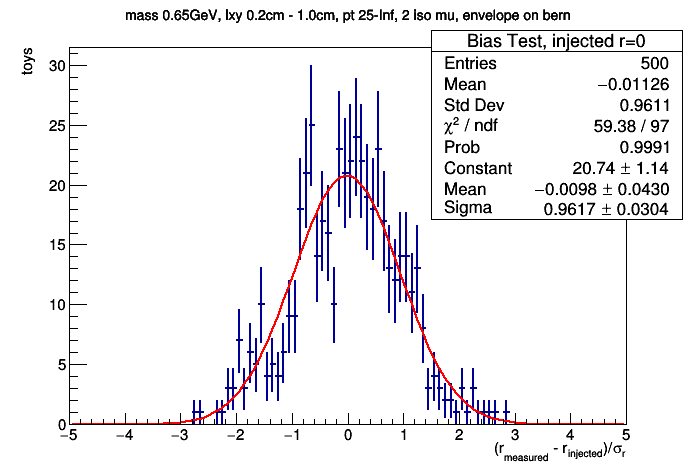 mass 0.65GeV, lxy 0.2cm - 1.0cm, pt 25-Inf, 2 iso mu, envelope on bern
Bias Test, injected r=0
Entries 500
Mean −0.01126
Std Dev 0.9611
χ² / ndf 59.38 / 97
Prob 0.9991
Constant 20.74 ± 1.14
Mean −0.0098 ± 0.0430
Sigma 0.9617 ± 0.0304
toys
30
25
20
15
10
5
0
−5 −4 −3 −2 −1 0 1 2 3 4 5
(r_measured - r_injected)/σ_r